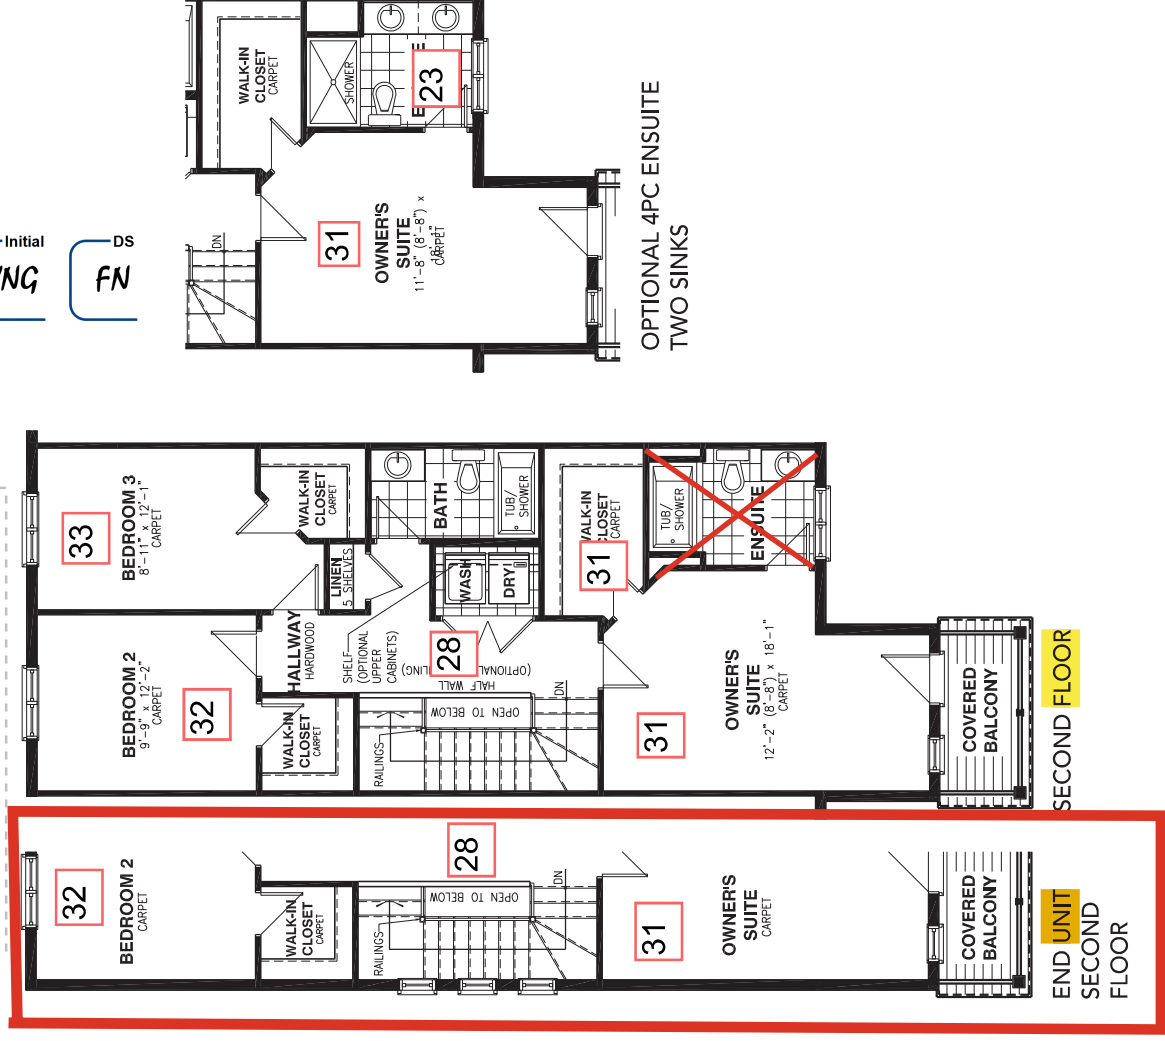 WALK-IN
CLOSET
CARPET
SHOWER
23
OWNER'S
SUITE
11'-8" (8'-8") x
18'-1"
CARPET
31
DN
OPTIONAL 4PC ENSUITE
TWO SINKS
Initial
NG
DS
FN
BEDROOM 3
8'-11" x 12'-1"
CARPET
33
WALK-IN
CLOSET
CARPET
BATH
TUB/
SHOWER
WALK-IN
CLOSET
CARPET
31
TUB/
SHOWER
ENSUITE
LINEN
5 SHELVES
WASH
DRY
HALLWAY
HARDWOOD
SHELF
(OPTIONAL
UPPER
CABINETS)
28
HALF WALL
(OPTIONAL
BEDROOM 2
9'-9" x 12'-2"
CARPET
32
WALK-IN
CLOSET
CARPET
RAILINGS
OPEN TO BELOW
DN
31
OWNER'S
SUITE
12'-2" (8'-8") x 18'-1"
CARPET
COVERED
BALCONY
SECOND FLOOR
32
BEDROOM 2
CARPET
WALK-IN
CLOSET
CARPET
28
RAILINGS
OPEN TO BELOW
DN
31
OWNER'S
SUITE
CARPET
COVERED
BALCONY
END UNIT
SECOND
FLOOR